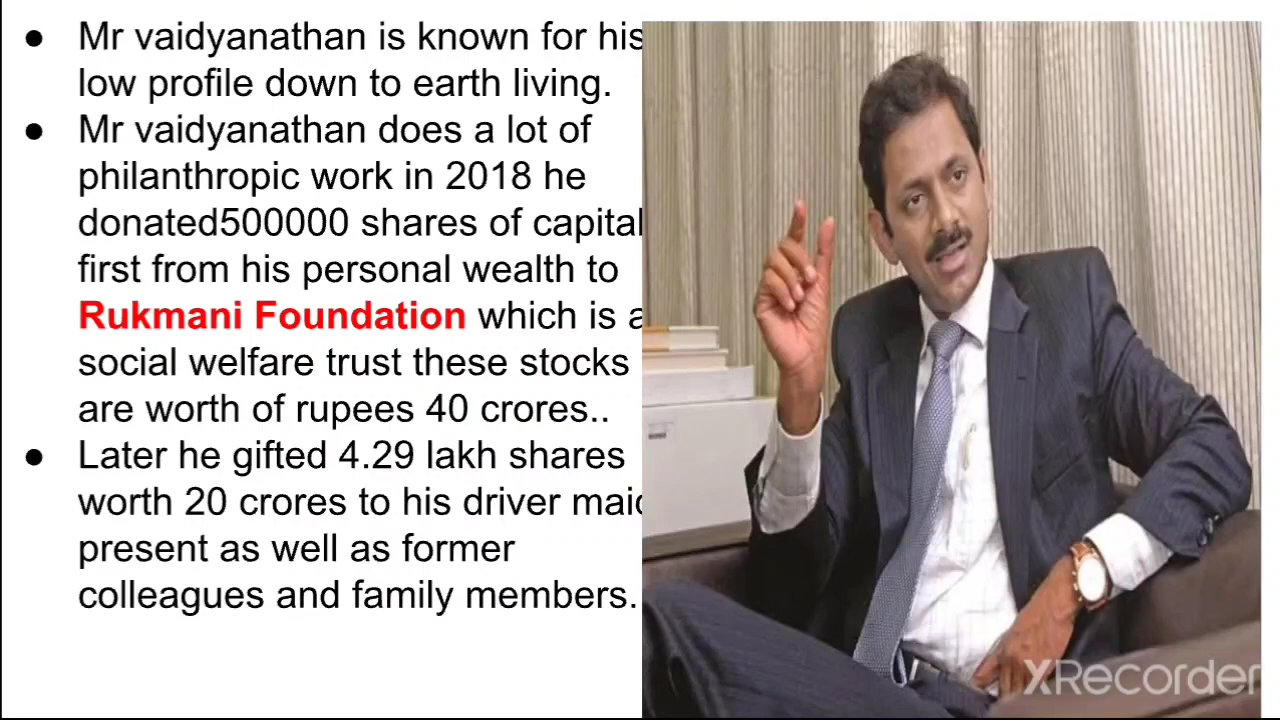 ● Mr vaidyanathan is known for his
low profile down to earth living.
● Mr vaidyanathan does a lot of
philanthropic work in 2018 he
donated500000 shares of capital
first from his personal wealth to
Rukmani Foundation which is a
social welfare trust these stocks
are worth of rupees 40 crores..
● Later he gifted 4.29 lakh shares
worth 20 crores to his driver maid
present as well as former
colleagues and family members.
XRecorder